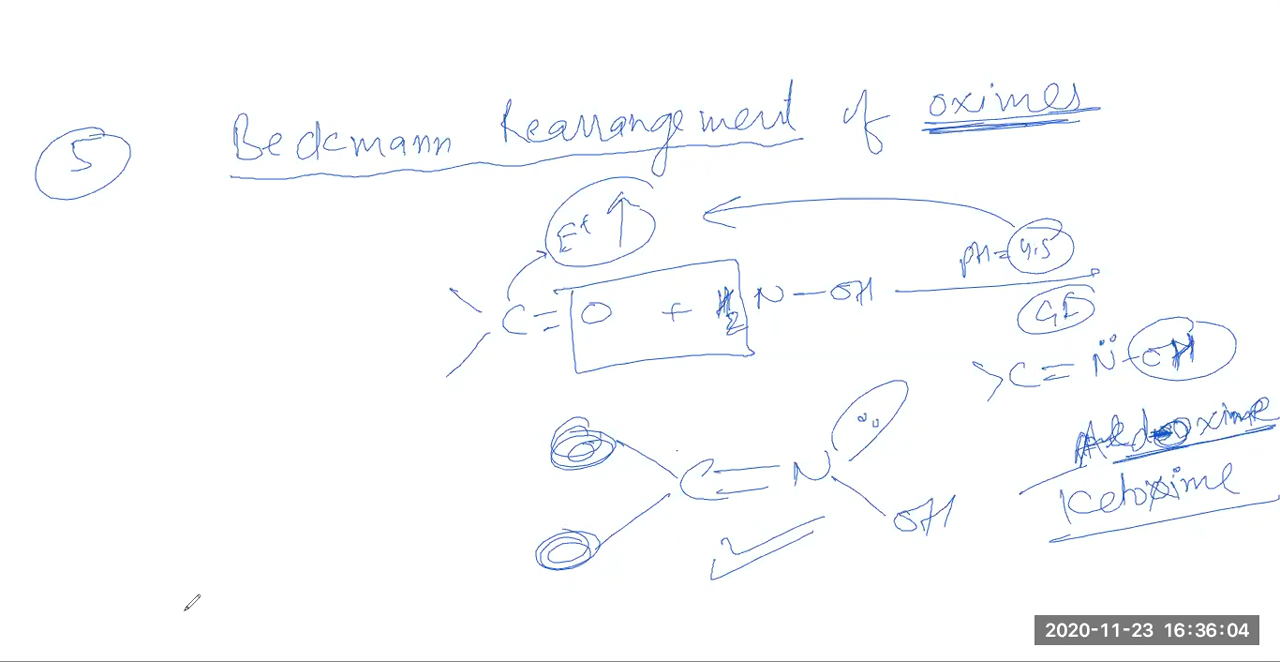 5 Beckmann Rearrangement of oximes
E+ ↑
pH = 4.5
>C = O + H2N - OH
GI
>C = N̈ - OH
Aldoxime
C = N
OH
Ketoxime
2020-11-23 16:36:04